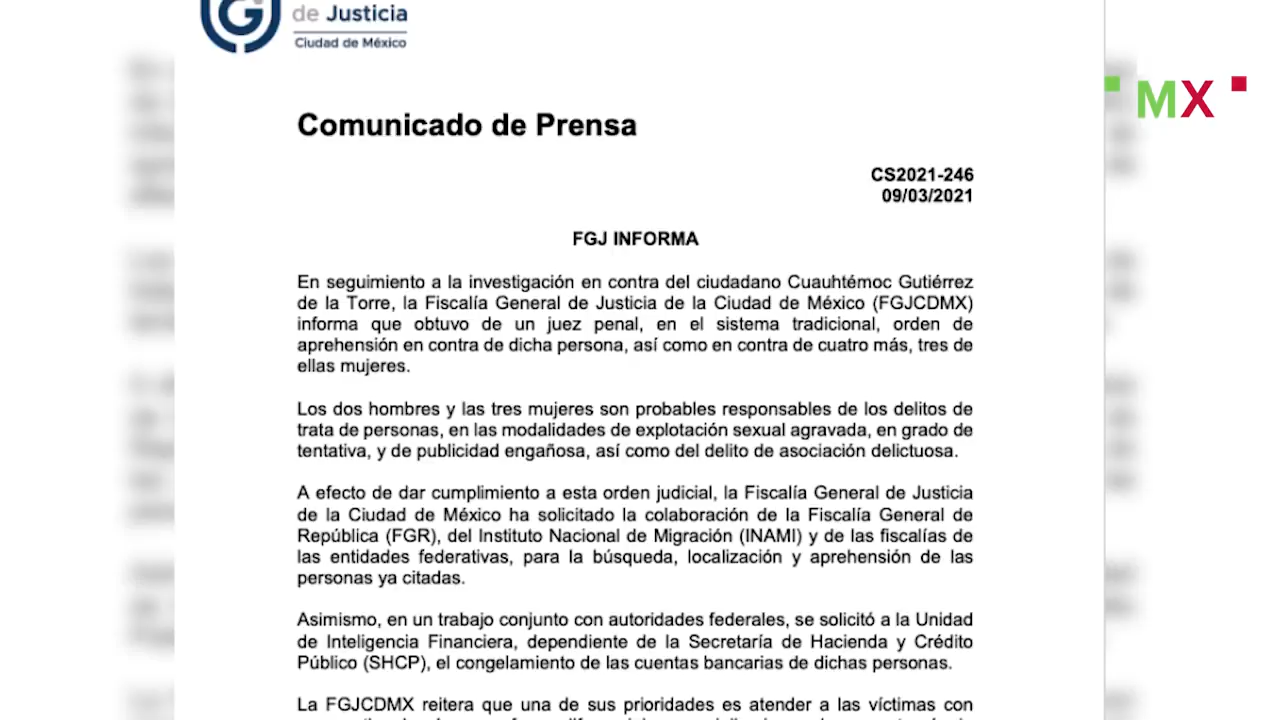 de Justicia
Ciudad de México
MX
Comunicado de Prensa
CS2021-246
09/03/2021
FGJ INFORMA
En seguimiento a la investigación en contra del ciudadano Cuauhtémoc Gutiérrez
de la Torre, la Fiscalía General de Justicia de la Ciudad de México (FGJCDMX)
informa que obtuvo de un juez penal, en el sistema tradicional, orden de
aprehensión en contra de dicha persona, así como en contra de cuatro más, tres de
ellas mujeres.
Los dos hombres y las tres mujeres son probables responsables de los delitos de
trata de personas, en las modalidades de explotación sexual agravada, en grado de
tentativa, y de publicidad engañosa, así como del delito de asociación delictuosa.
A efecto de dar cumplimiento a esta orden judicial, la Fiscalía General de Justicia
de la Ciudad de México ha solicitado la colaboración de la Fiscalía General de
República (FGR), del Instituto Nacional de Migración (INAMI) y de las fiscalías de
las entidades federativas, para la búsqueda, localización y aprehensión de las
personas ya citadas.
Asimismo, en un trabajo conjunto con autoridades federales, se solicitó a la Unidad
de Inteligencia Financiera, dependiente de la Secretaría de Hacienda y Crédito
Público (SHCP), el congelamiento de las cuentas bancarias de dichas personas.
La FGJCDMX reitera que una de sus prioridades es atender a las víctimas con